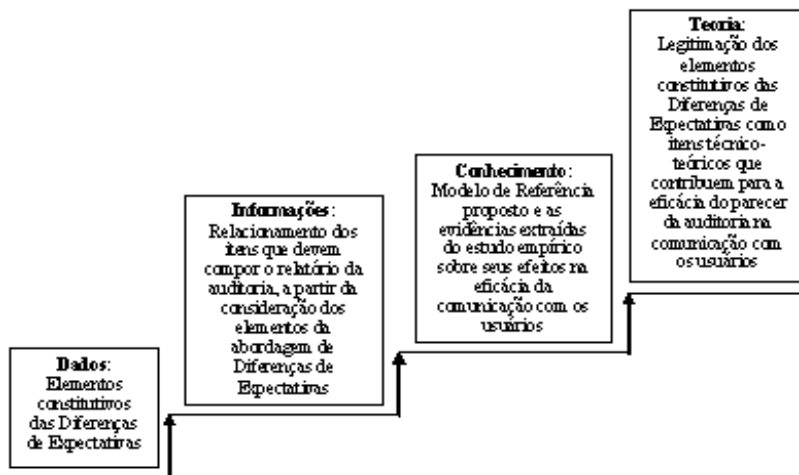 Dados:
Elementos
constitutivos
das Diferenças
de Expectativas
Informações:
Relacionamento dos
itens que devem
compor o relatório da
auditoria, a partir da
consideração dos
elementos da
abordagem de
Diferenças de
Expectativas
Conhecimento:
Modelo de Referência
proposto e as
evidências extraídas
do estudo empírico
sobre seus efeitos na
eficácia da
comunicação com os
usuários
Teoria:
Legitimação dos
elementos
constitutivos das
Diferenças de
Expectativas como
itens técnico-
teóricos que
contribuem para a
eficácia do parecer
da auditoria na
comunicação com
os usuários